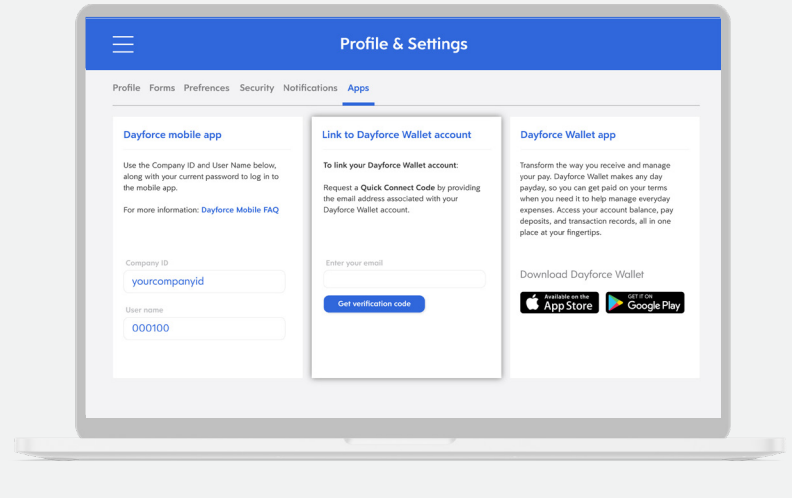 Profile & Settings
Profile Forms Prefrences Security Notifications Apps
Dayforce mobile app
Use the Company ID and User Name below,
along with your current password to log in to
the mobile app.
For more information: Dayforce Mobile FAQ
Company ID
yourcompanyid
User name
000100
Link to Dayforce Wallet account
To link your Dayforce Wallet account:
Request a Quick Connect Code by providing
the email address associated with your
Dayforce Wallet account.
Enter your email
Get verification code
Dayforce Wallet app
Transform the way you receive and manage
your pay. Dayforce Wallet makes any day
payday, so you can get paid on your terms
when you need it to help manage everyday
expenses. Access your account balance, pay
deposits, and transaction records, all in one
place at your fingertips.
Download Dayforce Wallet
Available on the
App Store
GET IT ON
Google Play